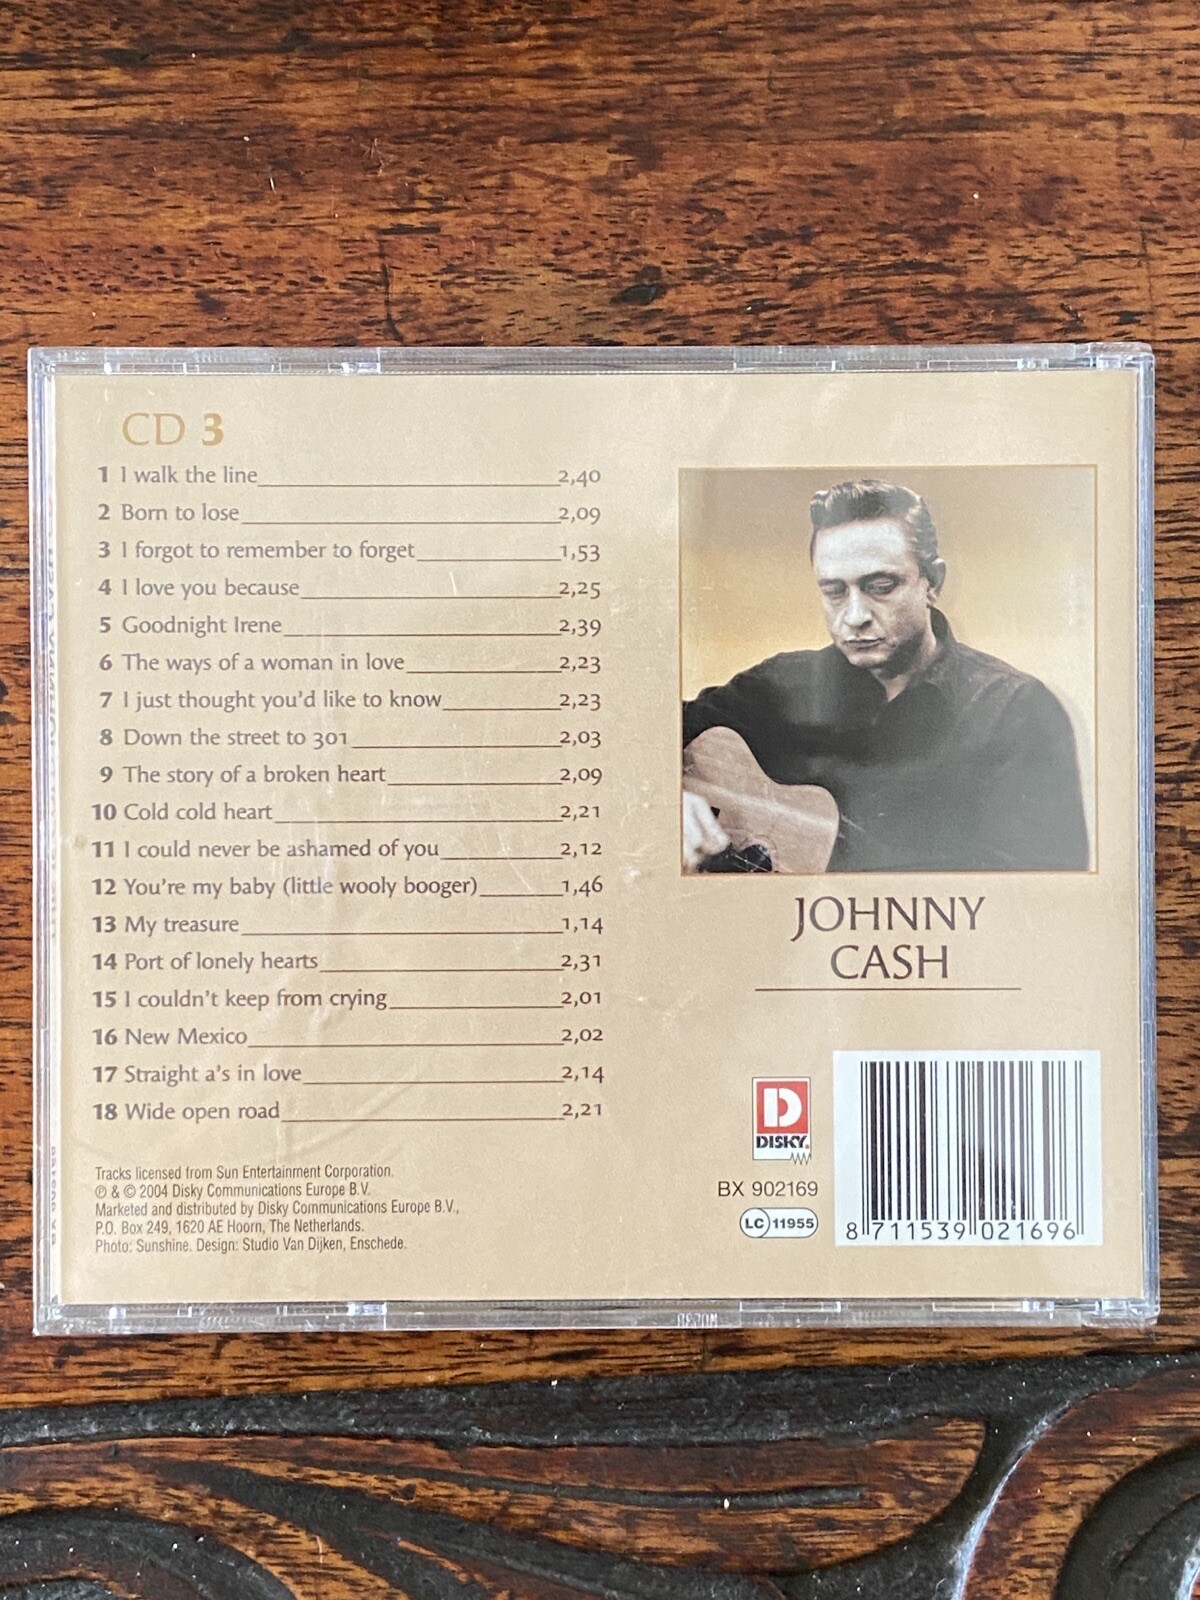 CD 3
1 I walk the line 2,40
2 Born to lose 2,09
3 I forgot to remember to forget 1,53
4 I love you because 2,25
5 Goodnight Irene 2,39
6 The ways of a woman in love 2,23
7 I just thought you'd like to know 2,23
8 Down the street to 301 2,03
9 The story of a broken heart 2,09
10 Cold cold heart 2,21
11 I could never be ashamed of you 2,12
12 You're my baby (little wooly booger) 1,46
13 My treasure 1,14
14 Port of lonely hearts 2,31
15 I couldn't keep from crying 2,01
16 New Mexico 2,02
17 Straight a's in love 2,14
18 Wide open road 2,21
Tracks licensed from Sun Entertainment Corporation.
℗ & © 2004 Disky Communications Europe B.V.
Marketed and distributed by Disky Communications Europe B.V.,
P.O. Box 249, 1620 AE Hoorn, The Netherlands.
Photo: Sunshine. Design: Studio Van Dijken, Enschede.
JOHNNY
CASH
D
DISKY.
BX 902169
LC 11955
8 711539 021696